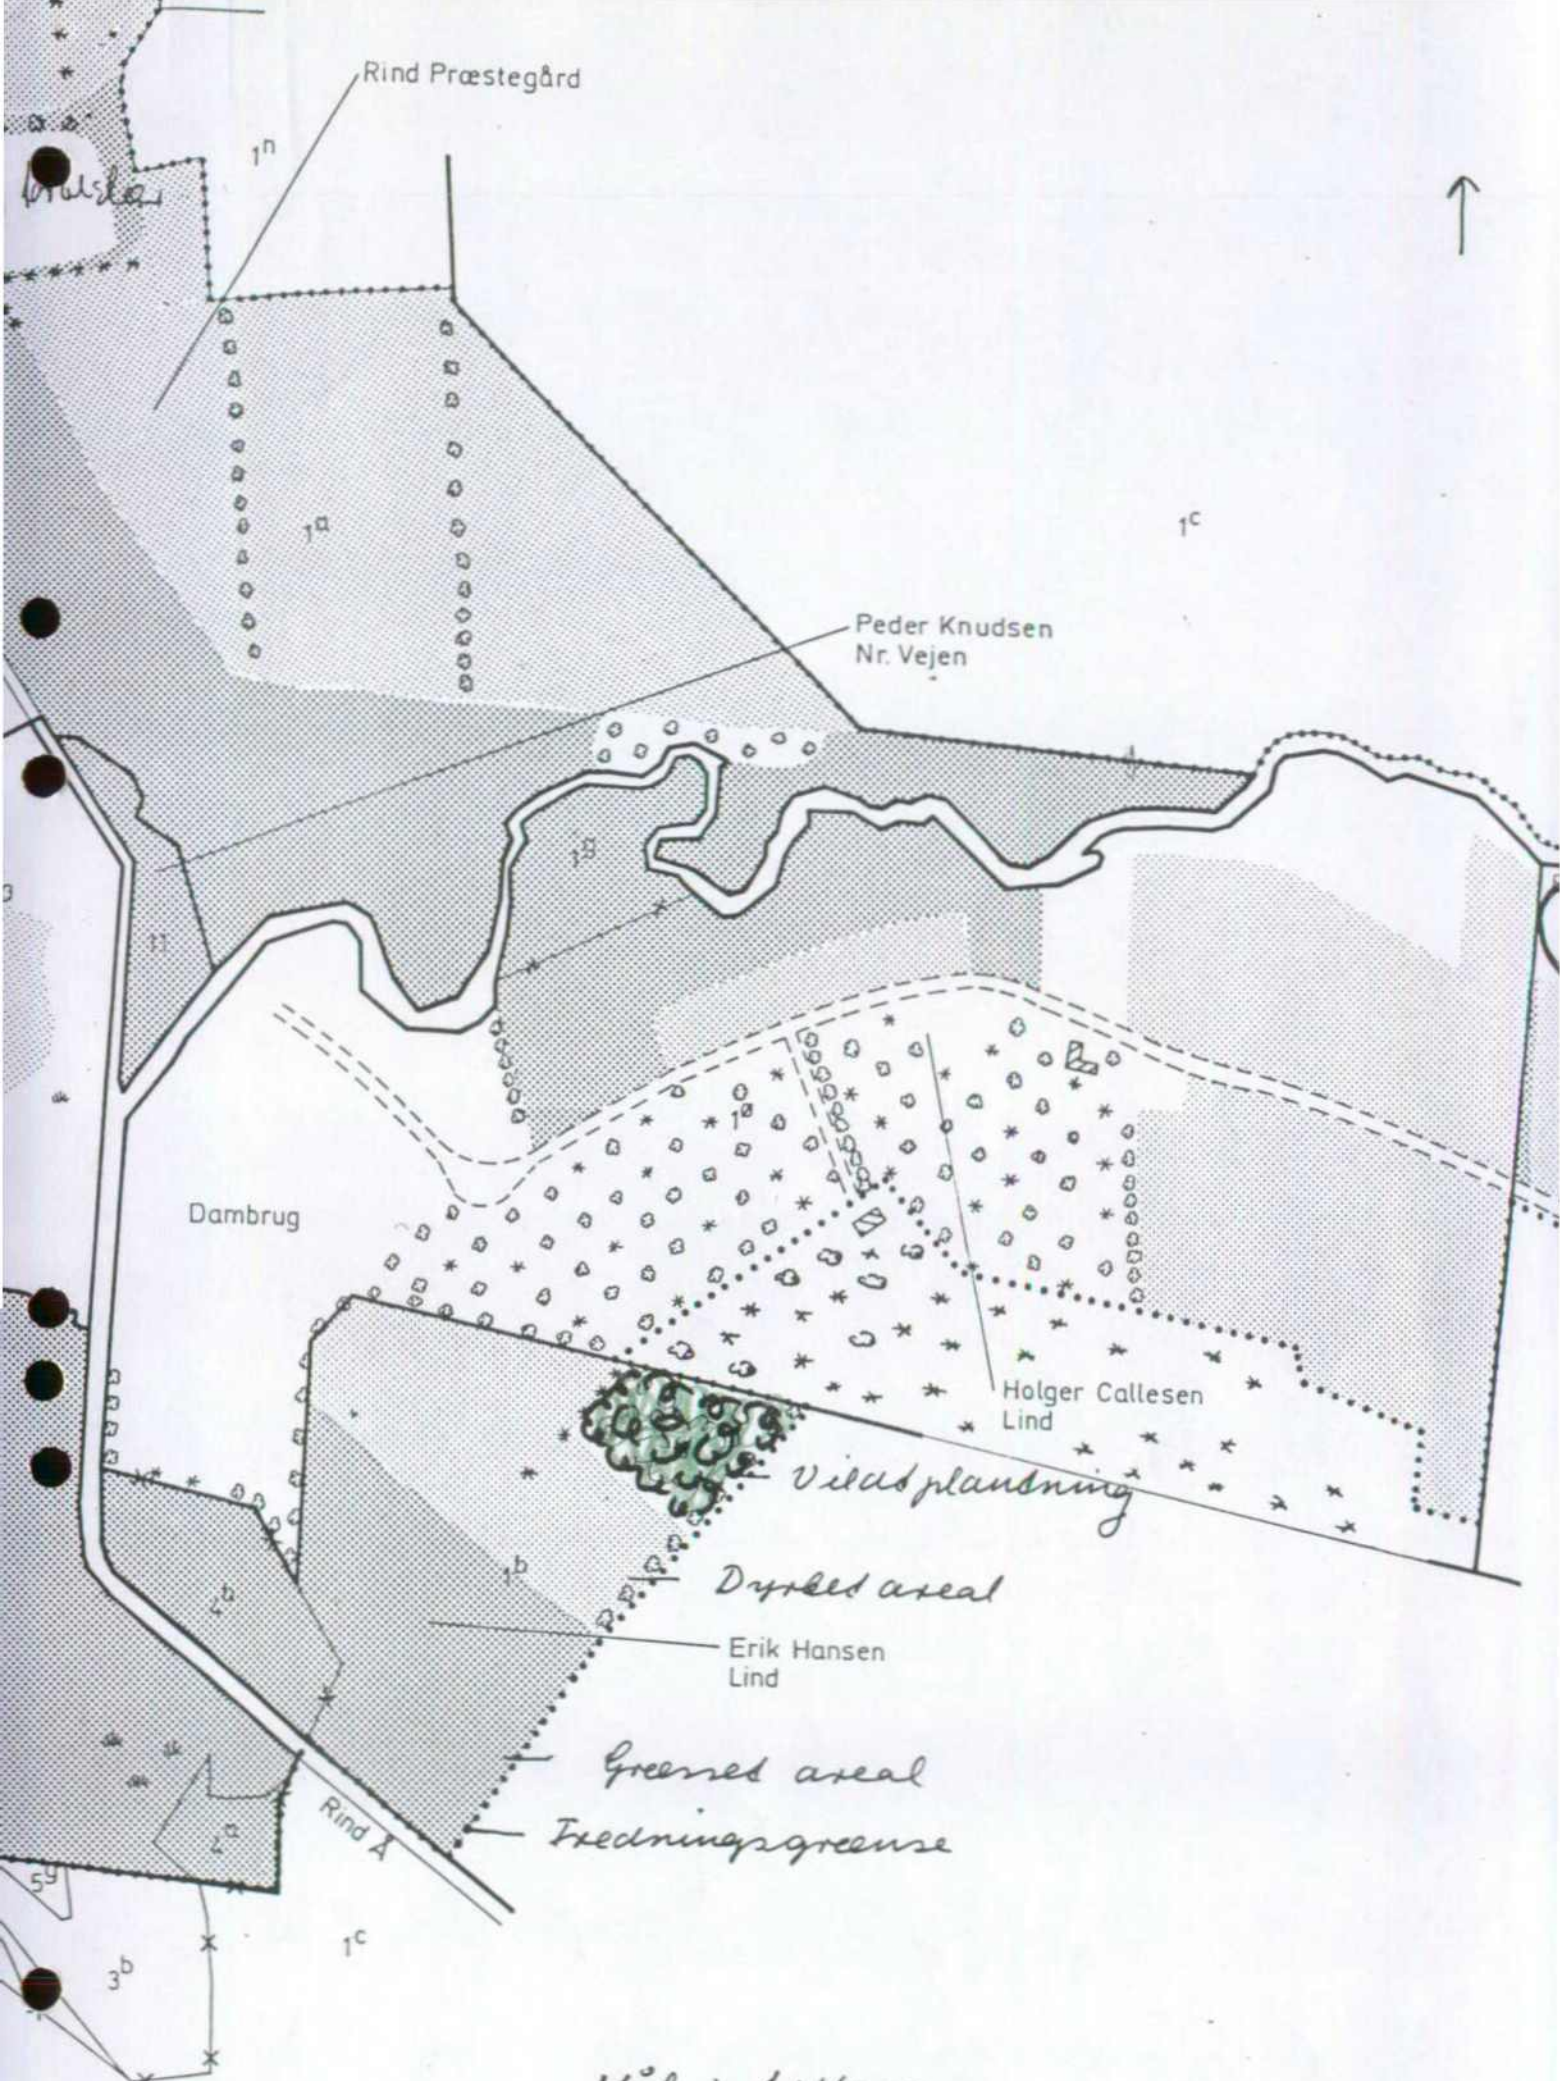 Rind Præstegård
1n
1a
1c
Peder Knudsen
Nr. Vejen
1g
11
1ø
Dambrug
Holger Callesen
Lind
Vildtplantning
1b
Dyrket areal
4b
Erik Hansen
Lind
Græsset areal
Rind Å
Fredningsgrænse
4a
5g
1c
3b